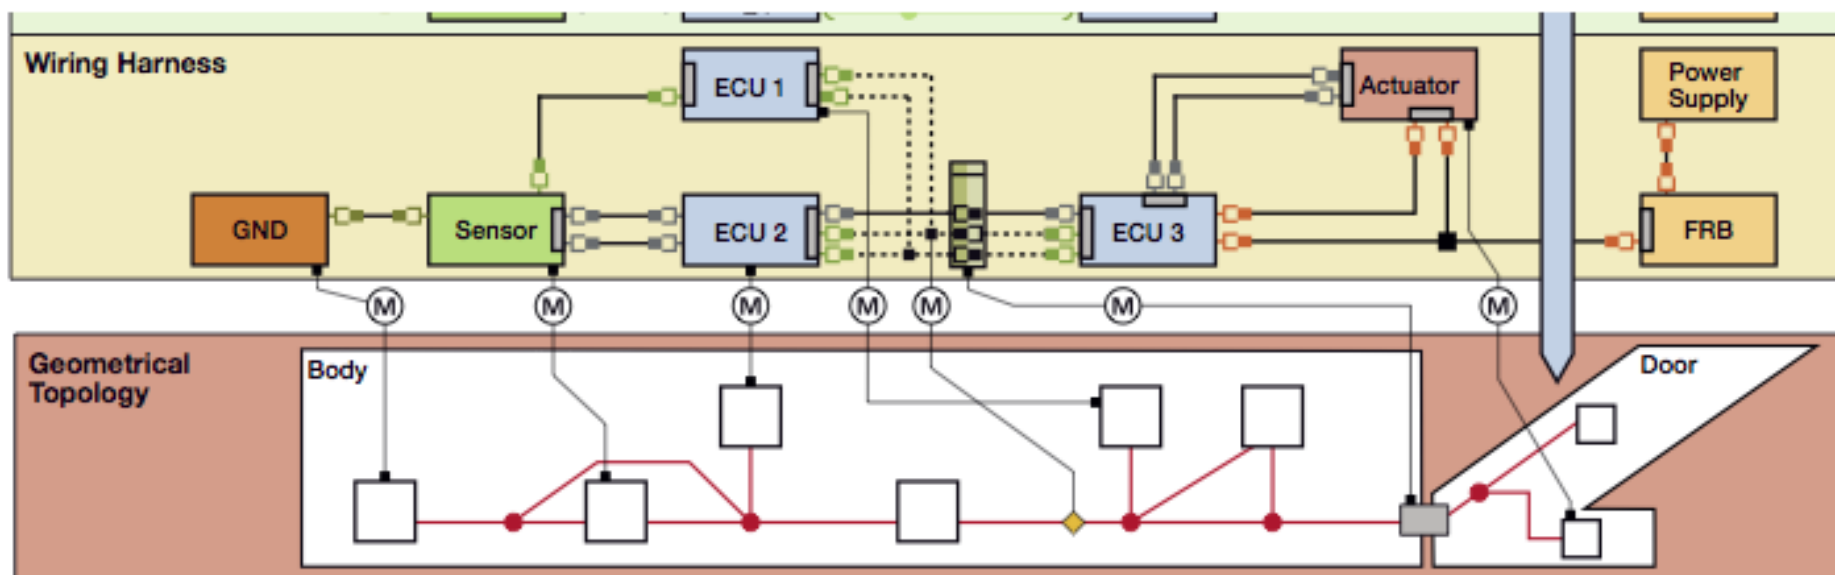 Wiring Harness
ECU 1
Actuator
Power
Supply
GND
Sensor
ECU 2
ECU 3
FRB
M
M
M
M
M
M
M
Geometrical
Topology
Body
Door